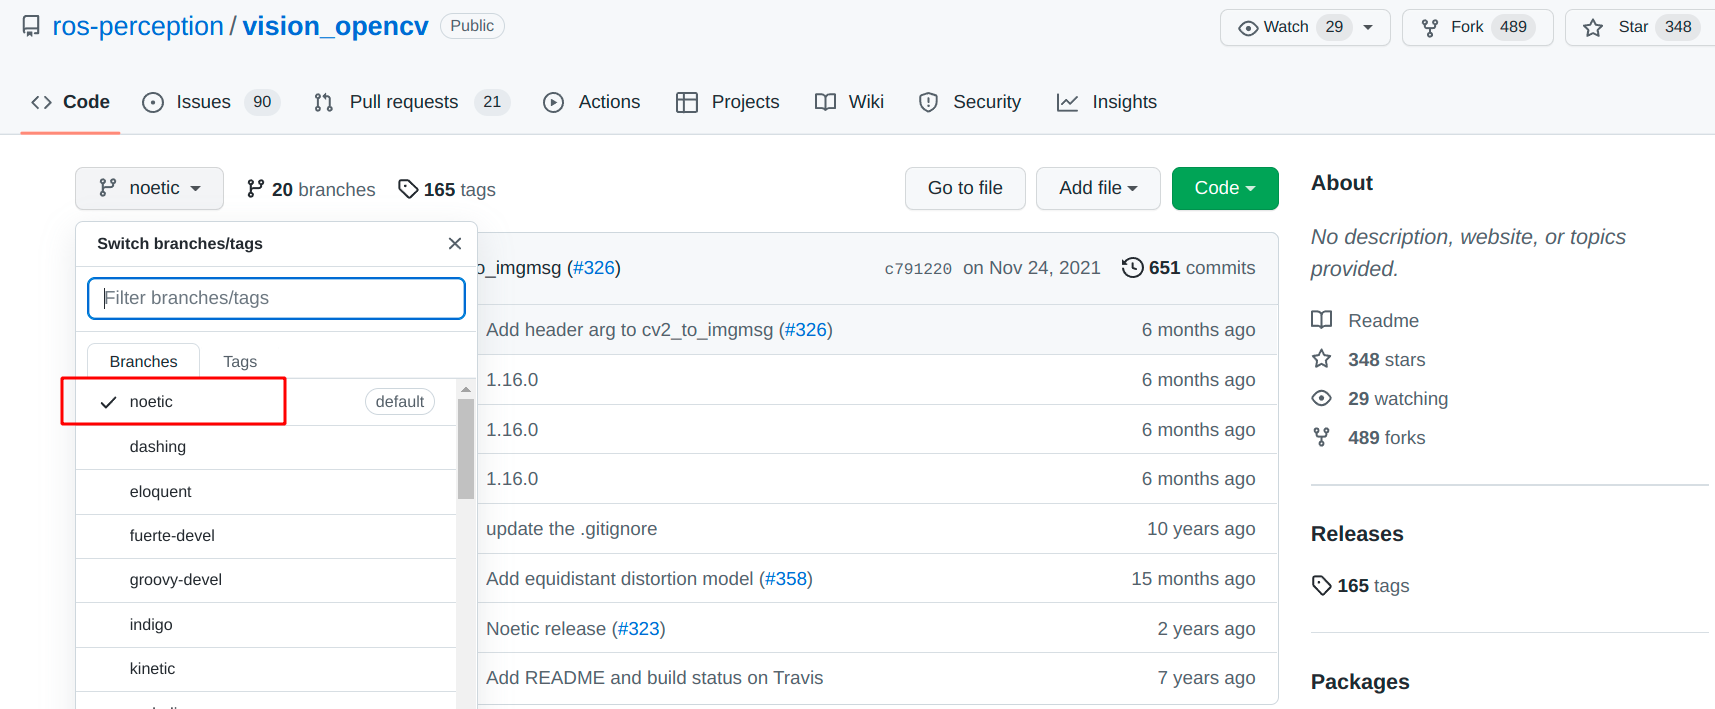 ros-perception / vision_opencv Public
Watch 29
Fork 489
Star 348
Code
Issues 90
Pull requests 21
Actions
Projects
Wiki
Security
Insights
noetic
20 branches
165 tags
Go to file
Add file
Code
Switch branches/tags
Filter branches/tags
Branches
Tags
noetic default
dashing
eloquent
fuerte-devel
groovy-devel
indigo
kinetic
o_imgmsg (#326) c791220 on Nov 24, 2021 651 commits
Add header arg to cv2_to_imgmsg (#326) 6 months ago
1.16.0 6 months ago
1.16.0 6 months ago
1.16.0 6 months ago
update the .gitignore 10 years ago
Add equidistant distortion model (#358) 15 months ago
Noetic release (#323) 2 years ago
Add README and build status on Travis 7 years ago
About
No description, website, or topics
provided.
Readme
348 stars
29 watching
489 forks
Releases
165 tags
Packages